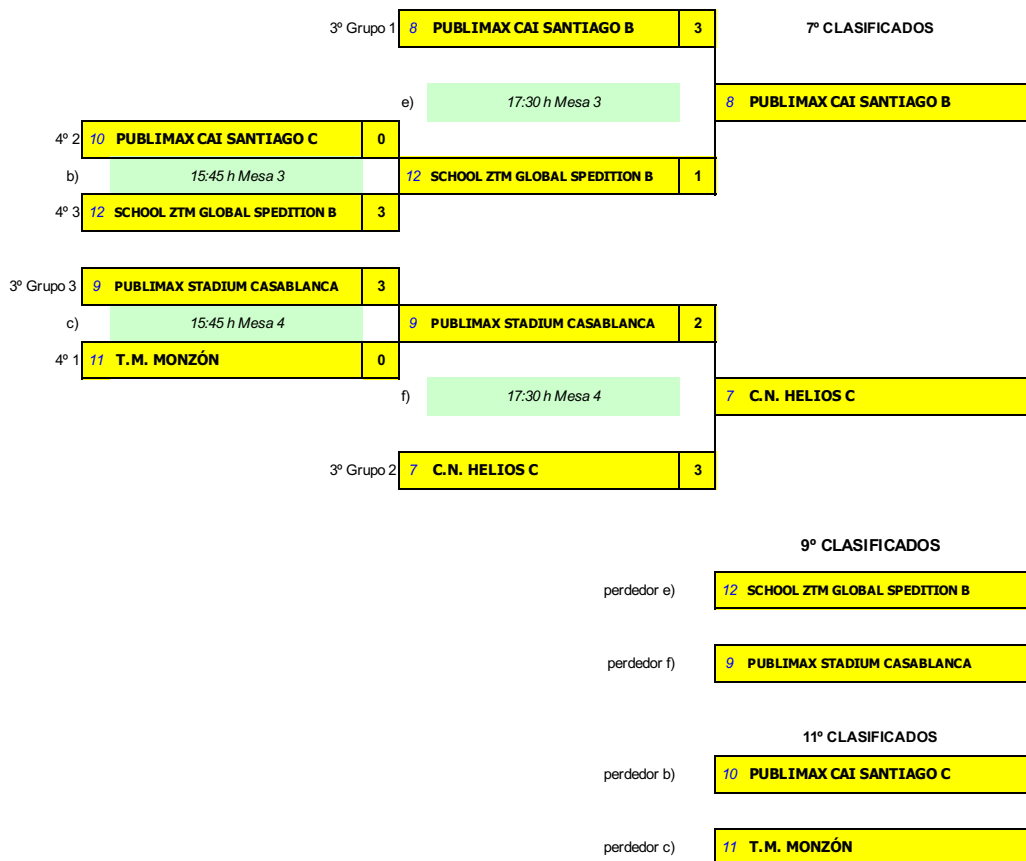 3º Grupo 1 8 PUBLIMAX CAI SANTIAGO B 3 7º CLASIFICADOS
e) 17:30 h Mesa 3 8 PUBLIMAX CAI SANTIAGO B
4º 2 10 PUBLIMAX CAI SANTIAGO C 0
b) 15:45 h Mesa 3 12 SCHOOL ZTM GLOBAL SPEDITION B 1
4º 3 12 SCHOOL ZTM GLOBAL SPEDITION B 3
3º Grupo 3 9 PUBLIMAX STADIUM CASABLANCA 3
c) 15:45 h Mesa 4 9 PUBLIMAX STADIUM CASABLANCA 2
4º 1 11 T.M. MONZÓN 0
f) 17:30 h Mesa 4 7 C.N. HELIOS C
3º Grupo 2 7 C.N. HELIOS C 3
9º CLASIFICADOS
perdedor e) 12 SCHOOL ZTM GLOBAL SPEDITION B
perdedor f) 9 PUBLIMAX STADIUM CASABLANCA
11º CLASIFICADOS
perdedor b) 10 PUBLIMAX CAI SANTIAGO C
perdedor c) 11 T.M. MONZÓN